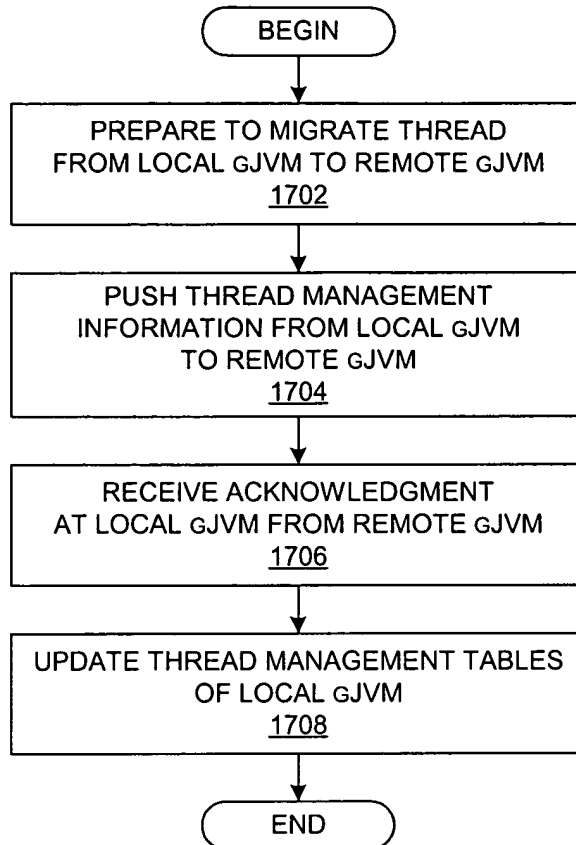 BEGIN
PREPARE TO MIGRATE THREAD
FROM LOCAL GJVM TO REMOTE GJVM
1702
PUSH THREAD MANAGEMENT
INFORMATION FROM LOCAL GJVM
TO REMOTE GJVM
1704
RECEIVE ACKNOWLEDGMENT
AT LOCAL GJVM FROM REMOTE GJVM
1706
UPDATE THREAD MANAGEMENT TABLES
OF LOCAL GJVM
1708
END